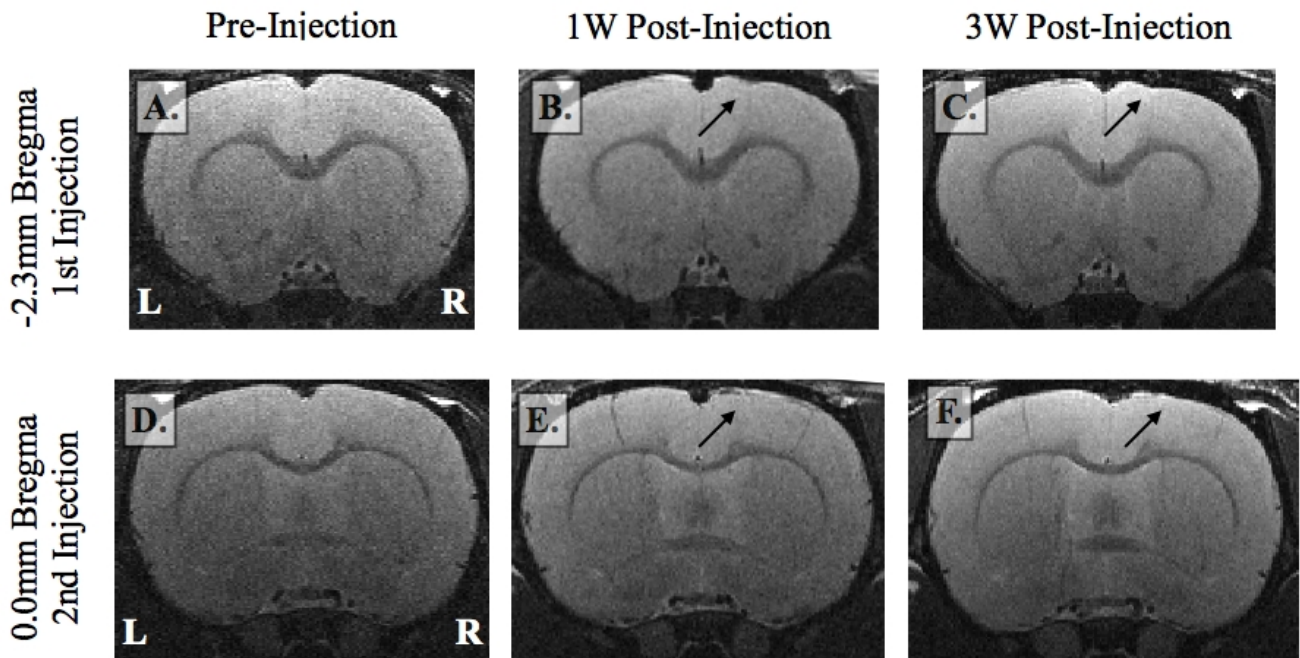 Pre-Injection
1W Post-Injection
3W Post-Injection
-2.3mm Bregma
1st Injection
A.
B.
C.
L
R
0.0mm Bregma
2nd Injection
D.
E.
F.
L
R